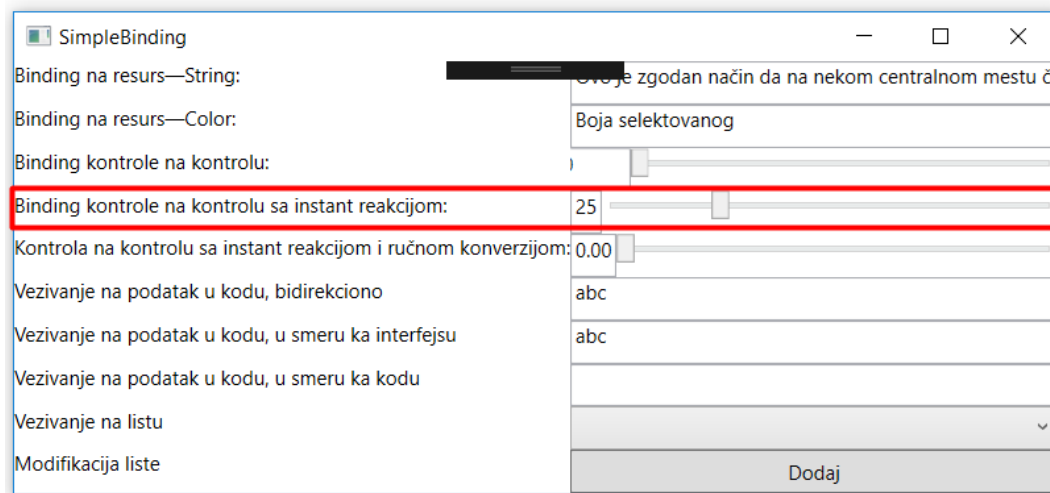 SimpleBinding
Binding na resurs—String: je zgodan način da na nekom centralnom mestu
Binding na resurs—Color: Boja selektovanog
Binding kontrole na kontrolu:
Binding kontrole na kontrolu sa instant reakcijom: 25
Kontrola na kontrolu sa instant reakcijom i ručnom konverzijom: 0.00
Vezivanje na podatak u kodu, bidirekciono abc
Vezivanje na podatak u kodu, u smeru ka interfejsu abc
Vezivanje na podatak u kodu, u smeru ka kodu
Vezivanje na listu
Modifikacija liste Dodaj